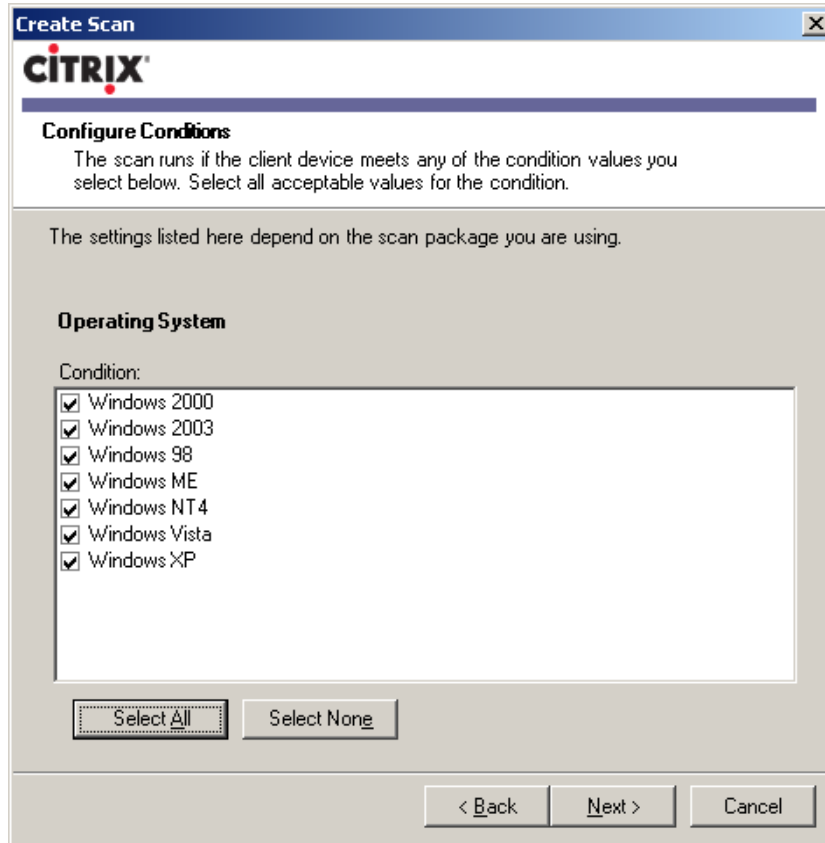 Create Scan
CITRIX
Configure Conditions
The scan runs if the client device meets any of the condition values you
select below. Select all acceptable values for the condition.
The settings listed here depend on the scan package you are using.
Operating System
Condition:
Windows 2000
Windows 2003
Windows 98
Windows ME
Windows NT4
Windows Vista
Windows XP
Select All Select None
< Back Next > Cancel